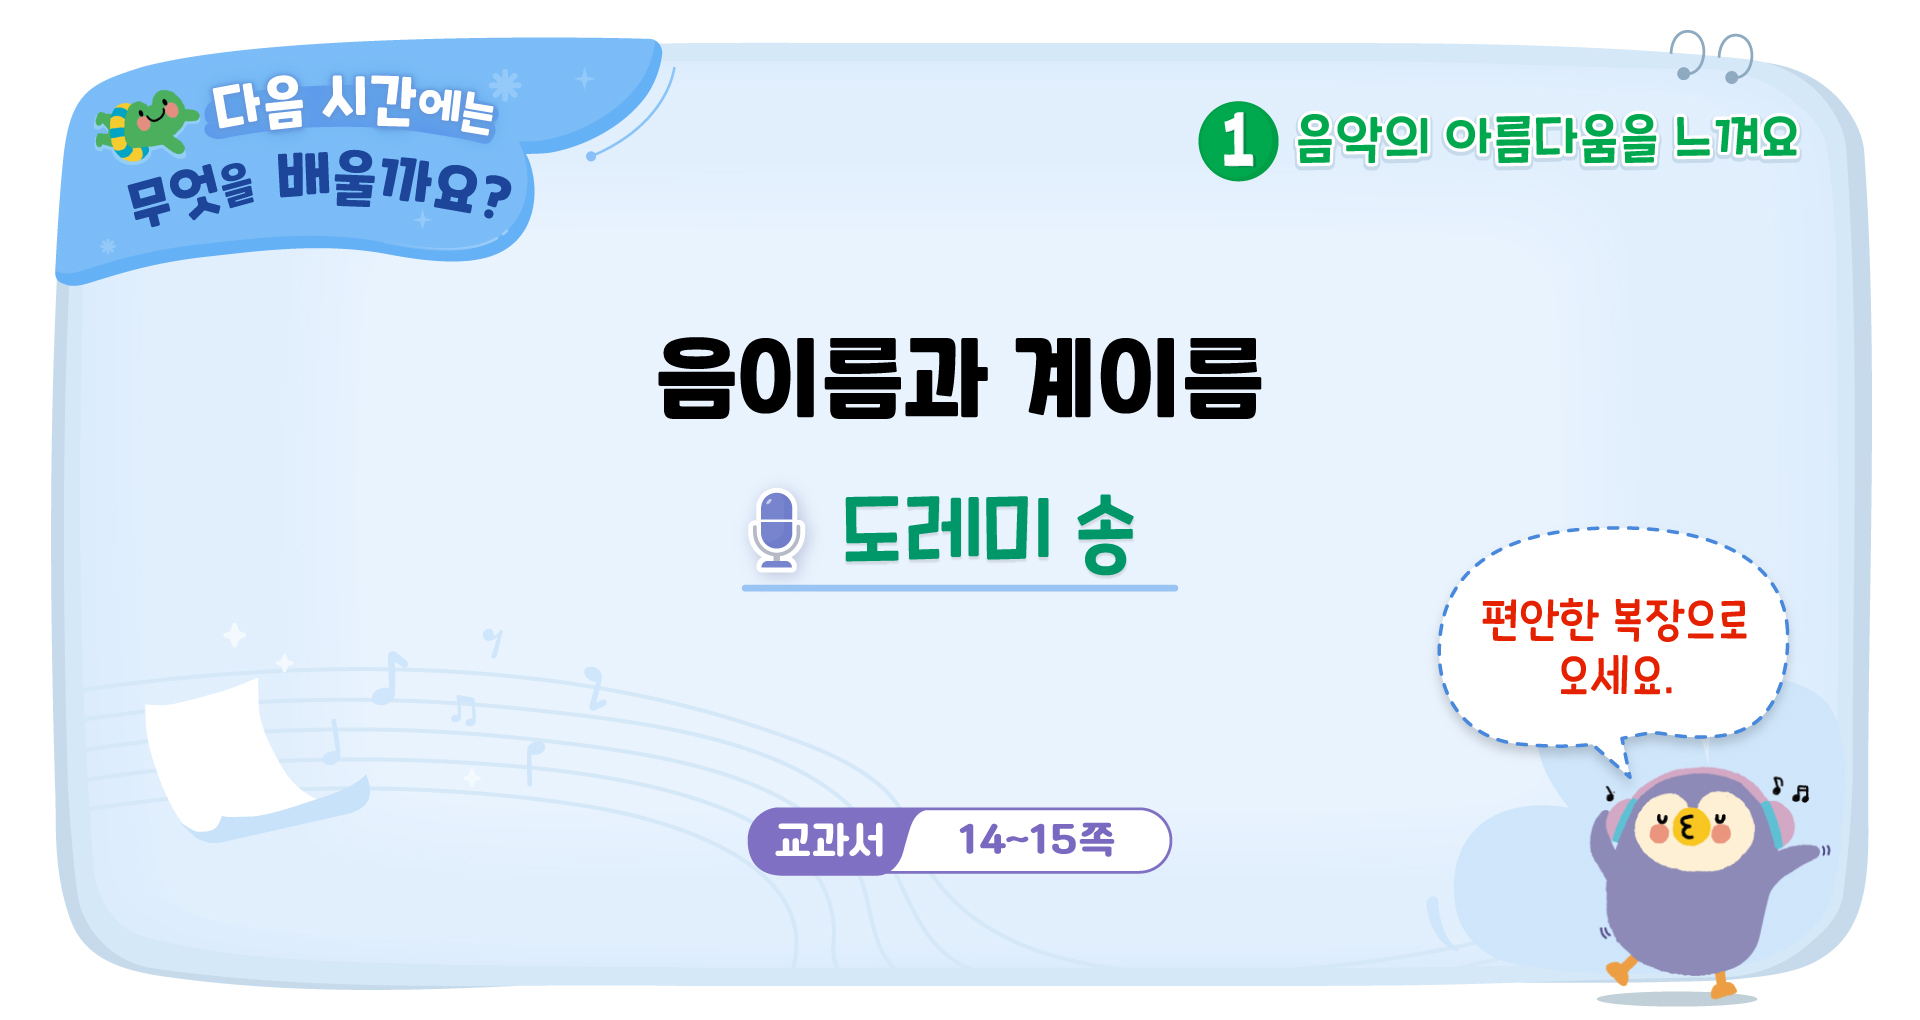 다음 시간에는
무엇을 배울까요?
1 음악의 아름다움을 느껴요
음이름과 계이름
도레미 송
편안한 복장으로
오세요.
교과서 14~15쪽